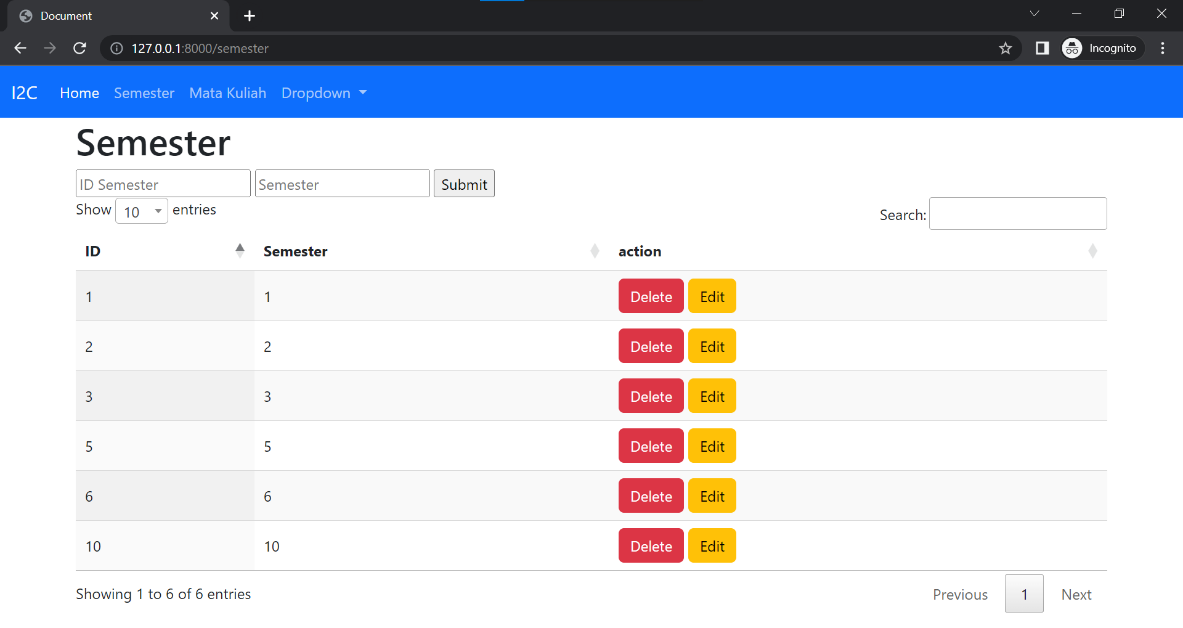 Document
127.0.0.1:8000/semester
Incognito
I2C Home Semester Mata Kuliah Dropdown
Semester
ID Semester Semester Submit
Show 10 entries
Search:
ID Semester action
1 1 Delete Edit
2 2 Delete Edit
3 3 Delete Edit
5 5 Delete Edit
6 6 Delete Edit
10 10 Delete Edit
Showing 1 to 6 of 6 entries
Previous 1 Next